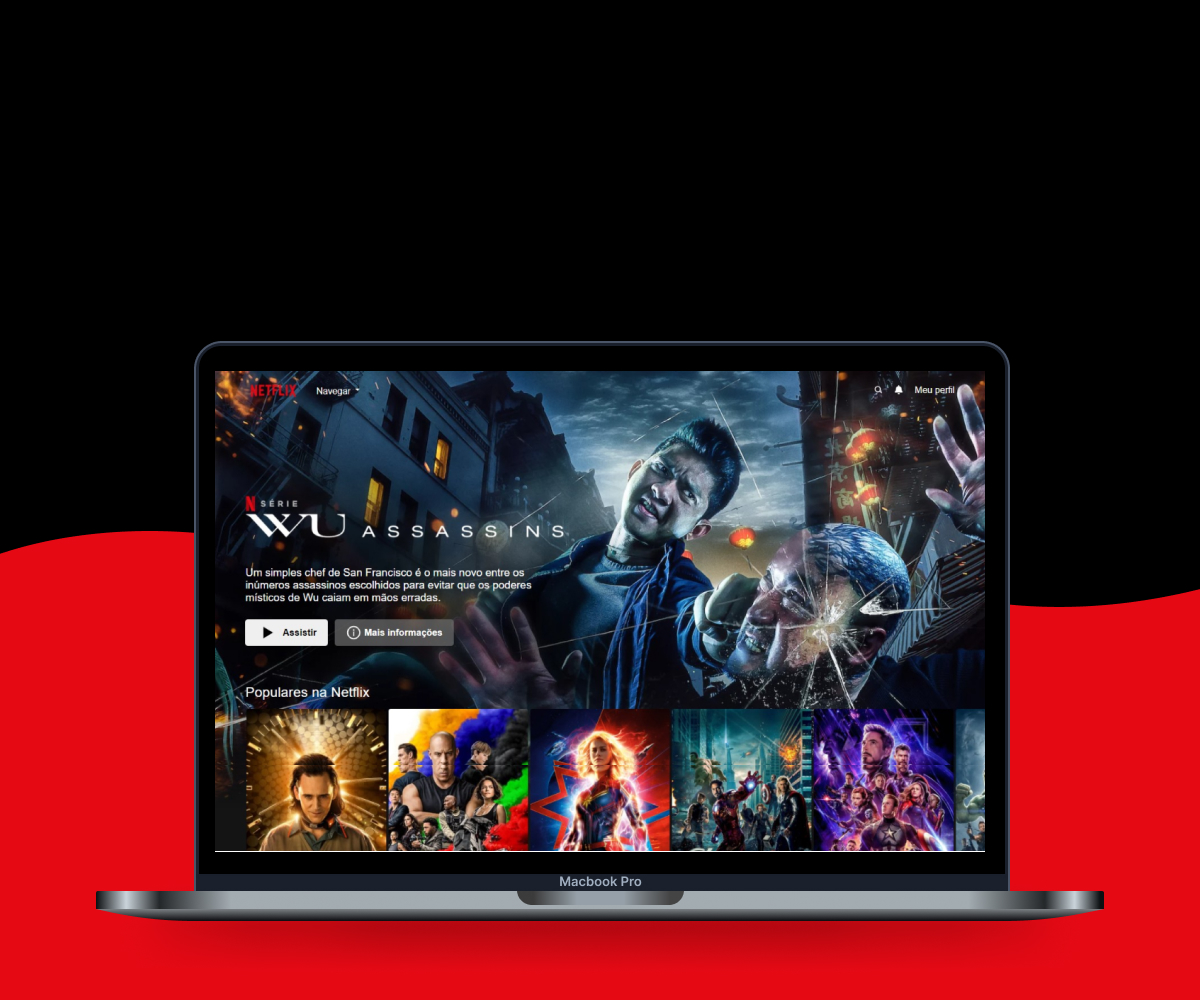 NETFLIX
Navegar
Meu perfil
N SÉRIE
WU ASSASSINS
Um simples chef de San Francisco é o mais novo entre os
inúmeros assassinos escolhidos para evitar que os poderes
místicos de Wu caiam em mãos erradas.
Assistir
Mais informações
Populares na Netflix
Macbook Pro